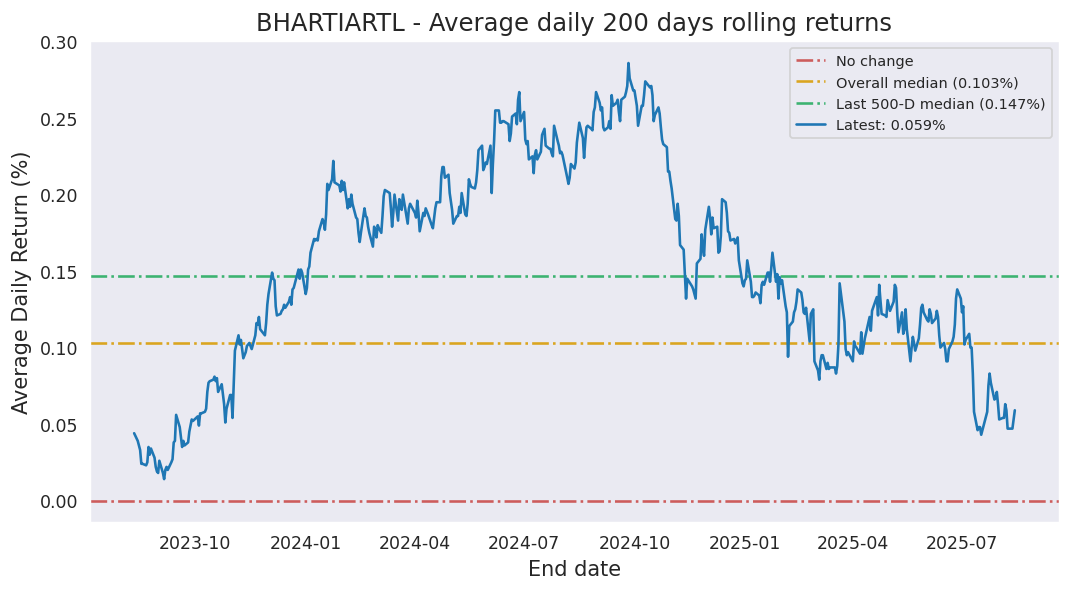 BHARTIARTL - Average daily 200 days rolling returns
Average Daily Return (%)
0.30
0.25
0.20
0.15
0.10
0.05
0.00
No change
Overall median (0.103%)
Last 500-D median (0.147%)
Latest: 0.059%
2023-10 2024-01 2024-04 2024-07 2024-10 2025-01 2025-04 2025-07
End date